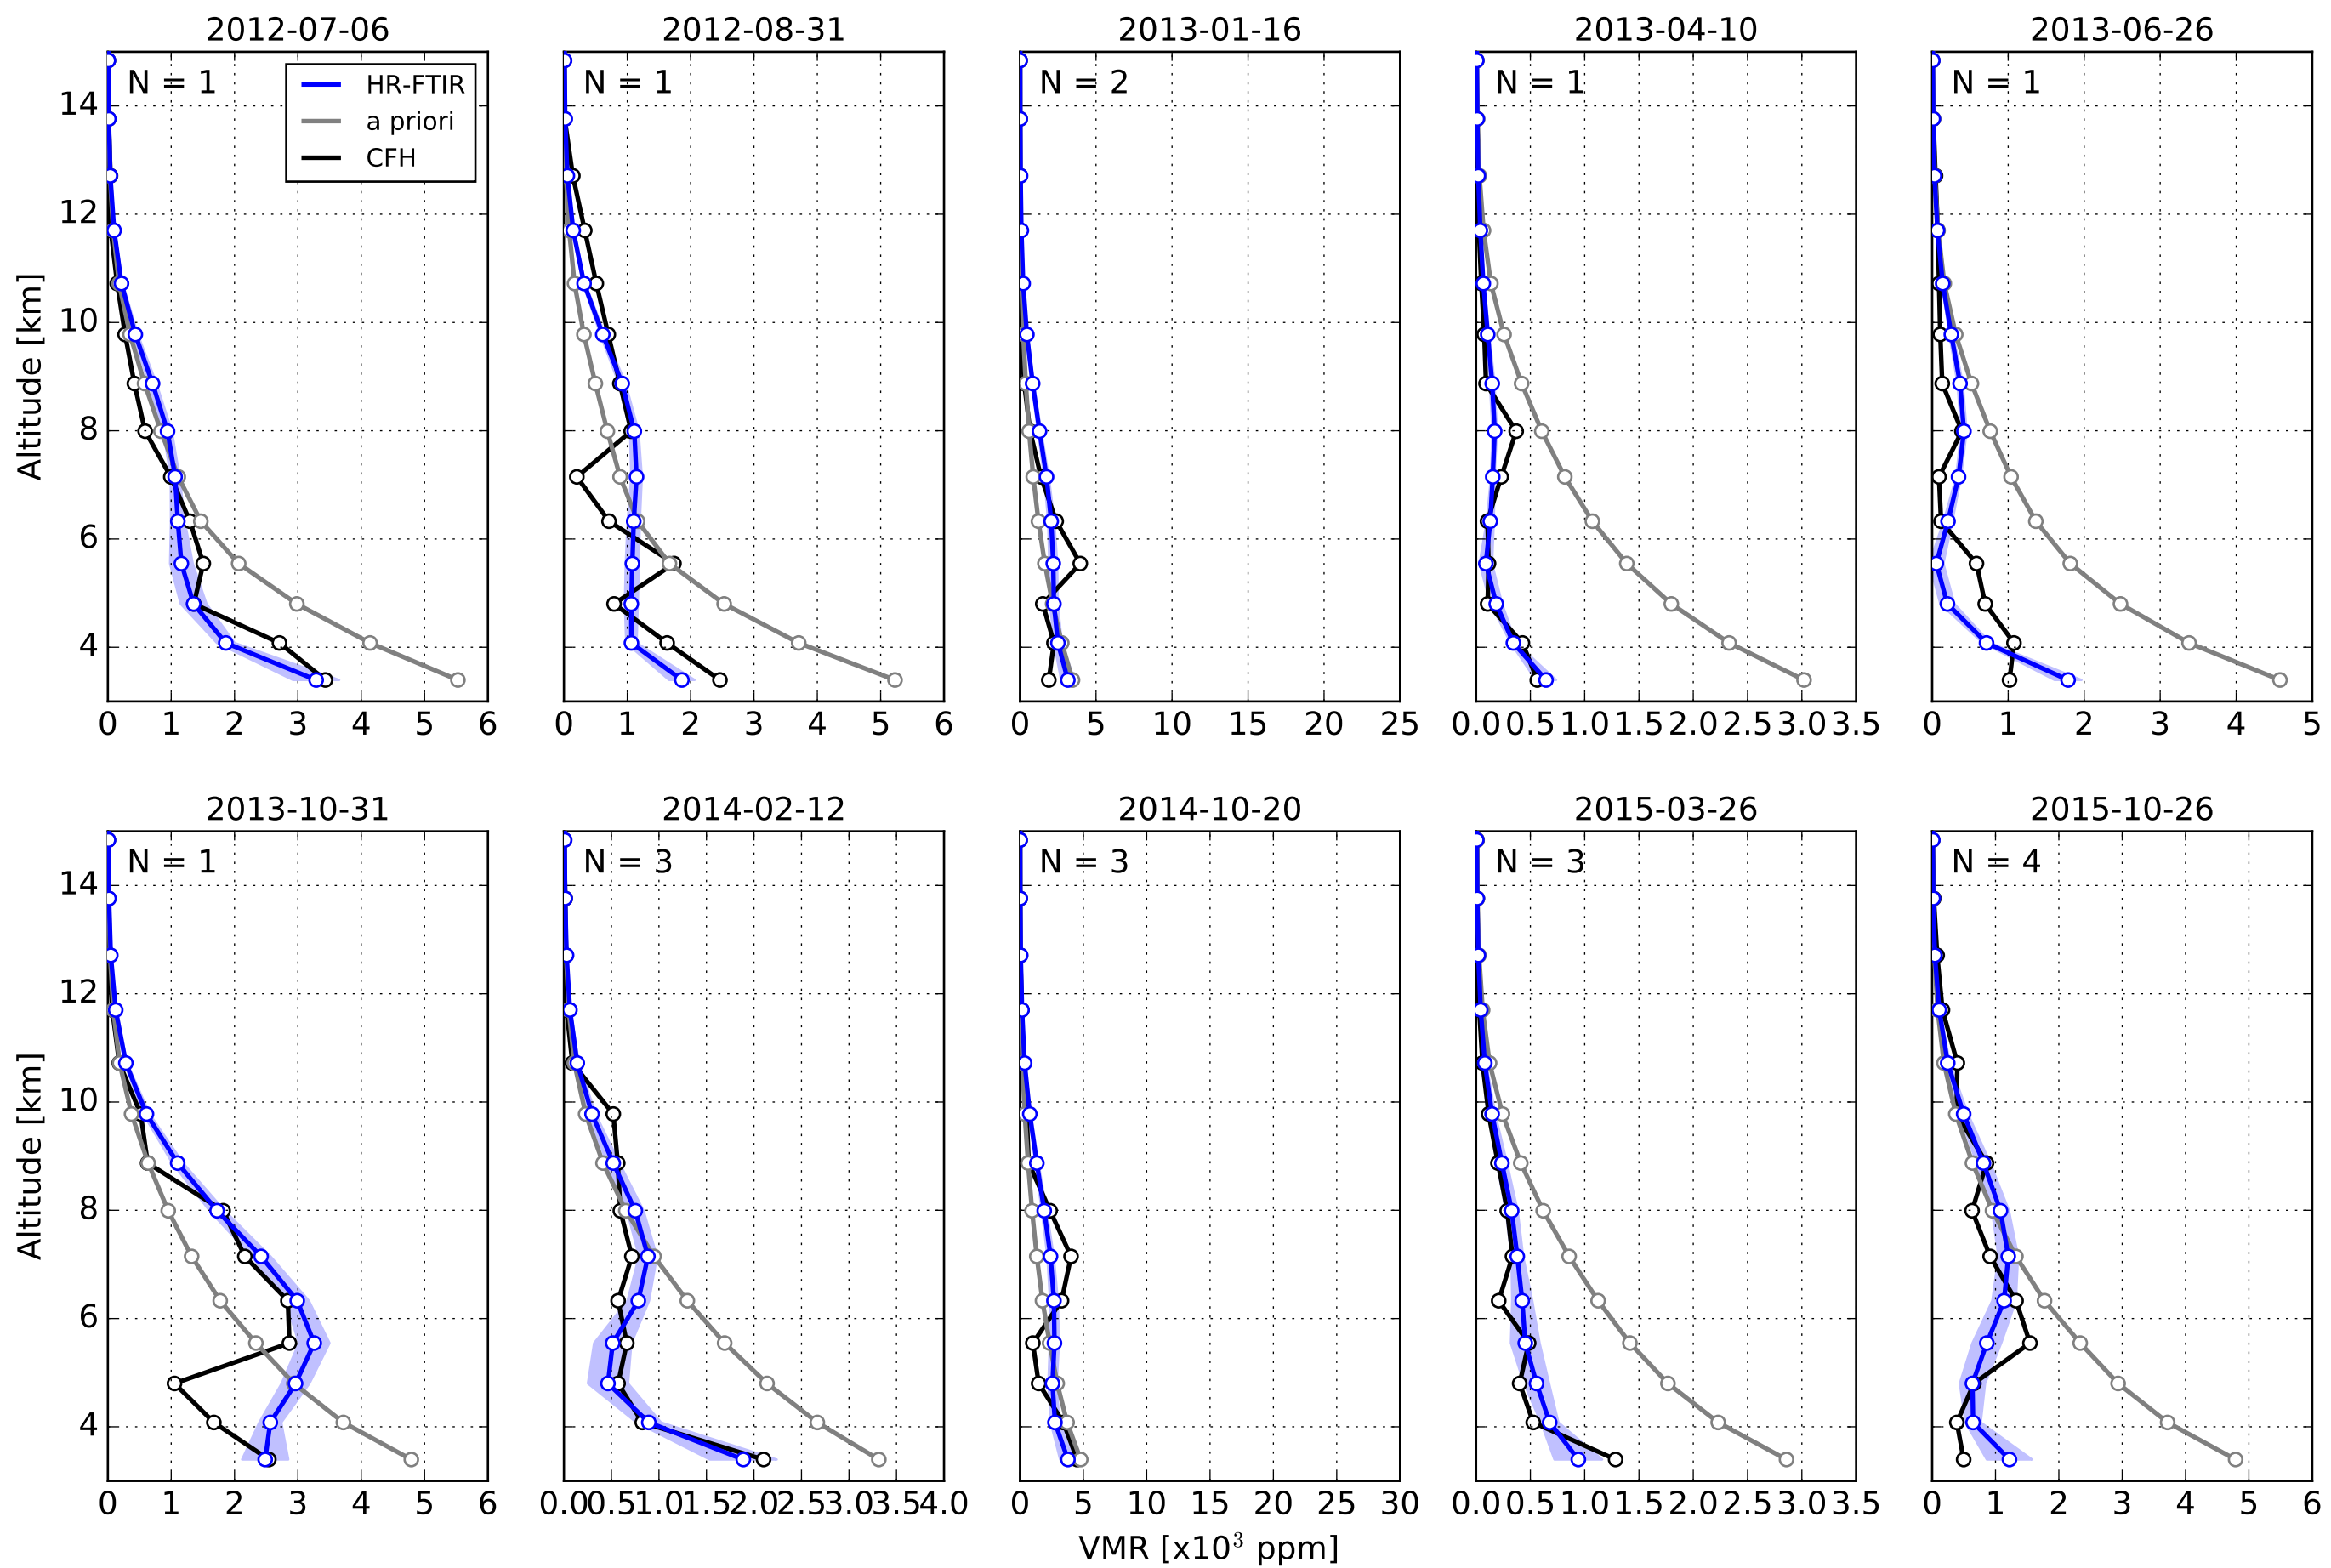 2012-07-06 2012-08-31 2013-01-16 2013-04-10 2013-06-26
N = 1 N = 1 N = 2 N = 1 N = 1
HR-FTIR
a priori
CFH
Altitude [km]
14
12
10
8
6
4
0 1 2 3 4 5 6 0 1 2 3 4 5 6 0 5 10 15 20 25 0.0 0.5 1.0 1.5 2.0 2.5 3.0 3.5 0 1 2 3 4 5
2013-10-31 2014-02-12 2014-10-20 2015-03-26 2015-10-26
N = 1 N = 3 N = 3 N = 3 N = 4
Altitude [km]
14
12
10
8
6
4
0 1 2 3 4 5 6 0.0 0.5 1.0 1.5 2.0 2.5 3.0 3.5 4.0 0 5 10 15 20 25 30 0.0 0.5 1.0 1.5 2.0 2.5 3.0 3.5 0 1 2 3 4 5 6
VMR [x10³ ppm]